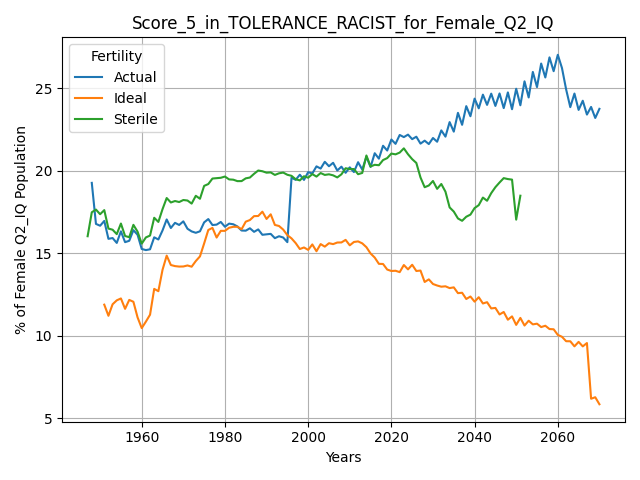 Score_5_in_TOLERANCE_RACIST_for_Female_Q2_IQ
Fertility
Actual
Ideal
Sterile
% of Female Q2_IQ Population
25
20
15
10
5
1960 1980 2000 2020 2040 2060
Years